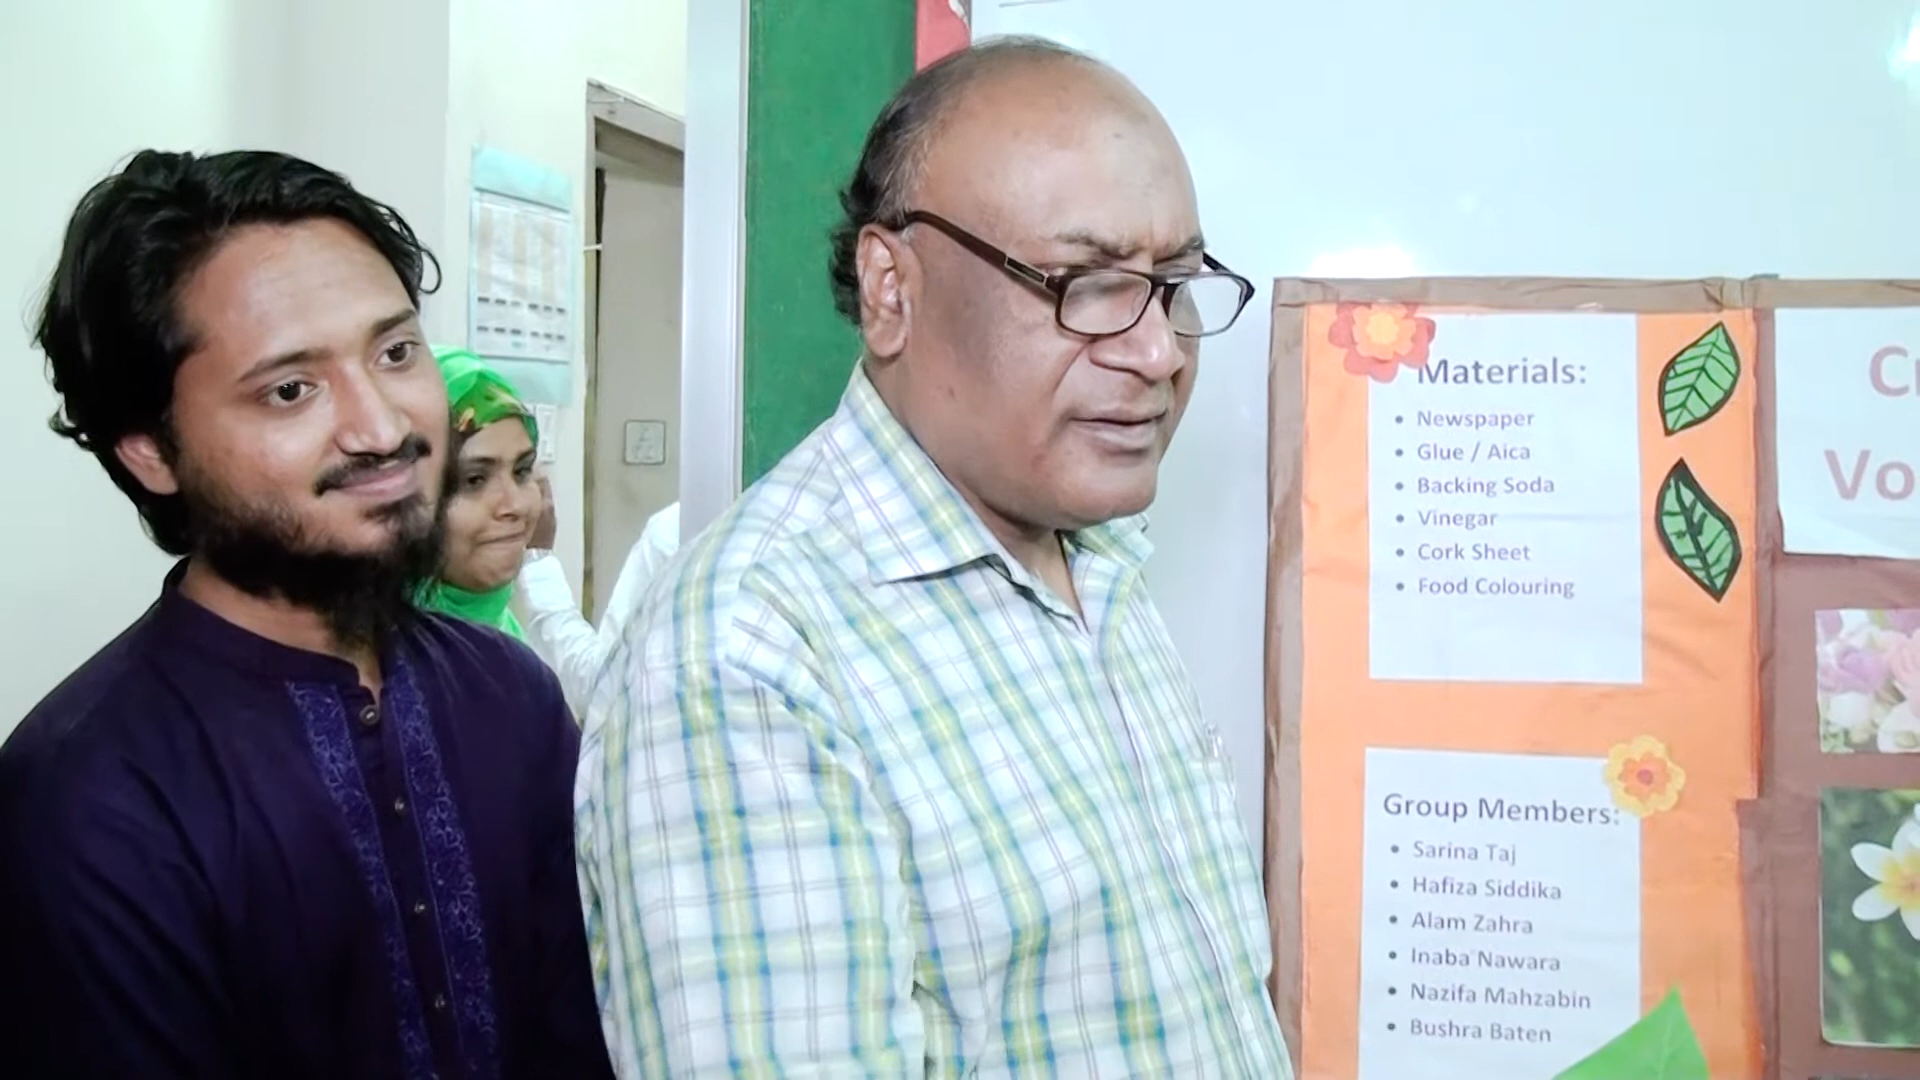 Materials:
• Newspaper
• Glue / Aica
• Backing Soda
• Vinegar
• Cork Sheet
• Food Colouring
Group Members:
• Sarina Taj
• Hafiza Siddika
• Alam Zahra
• Inaba Nawara
• Nazifa Mahzabin
• Bushra Baten
Vo